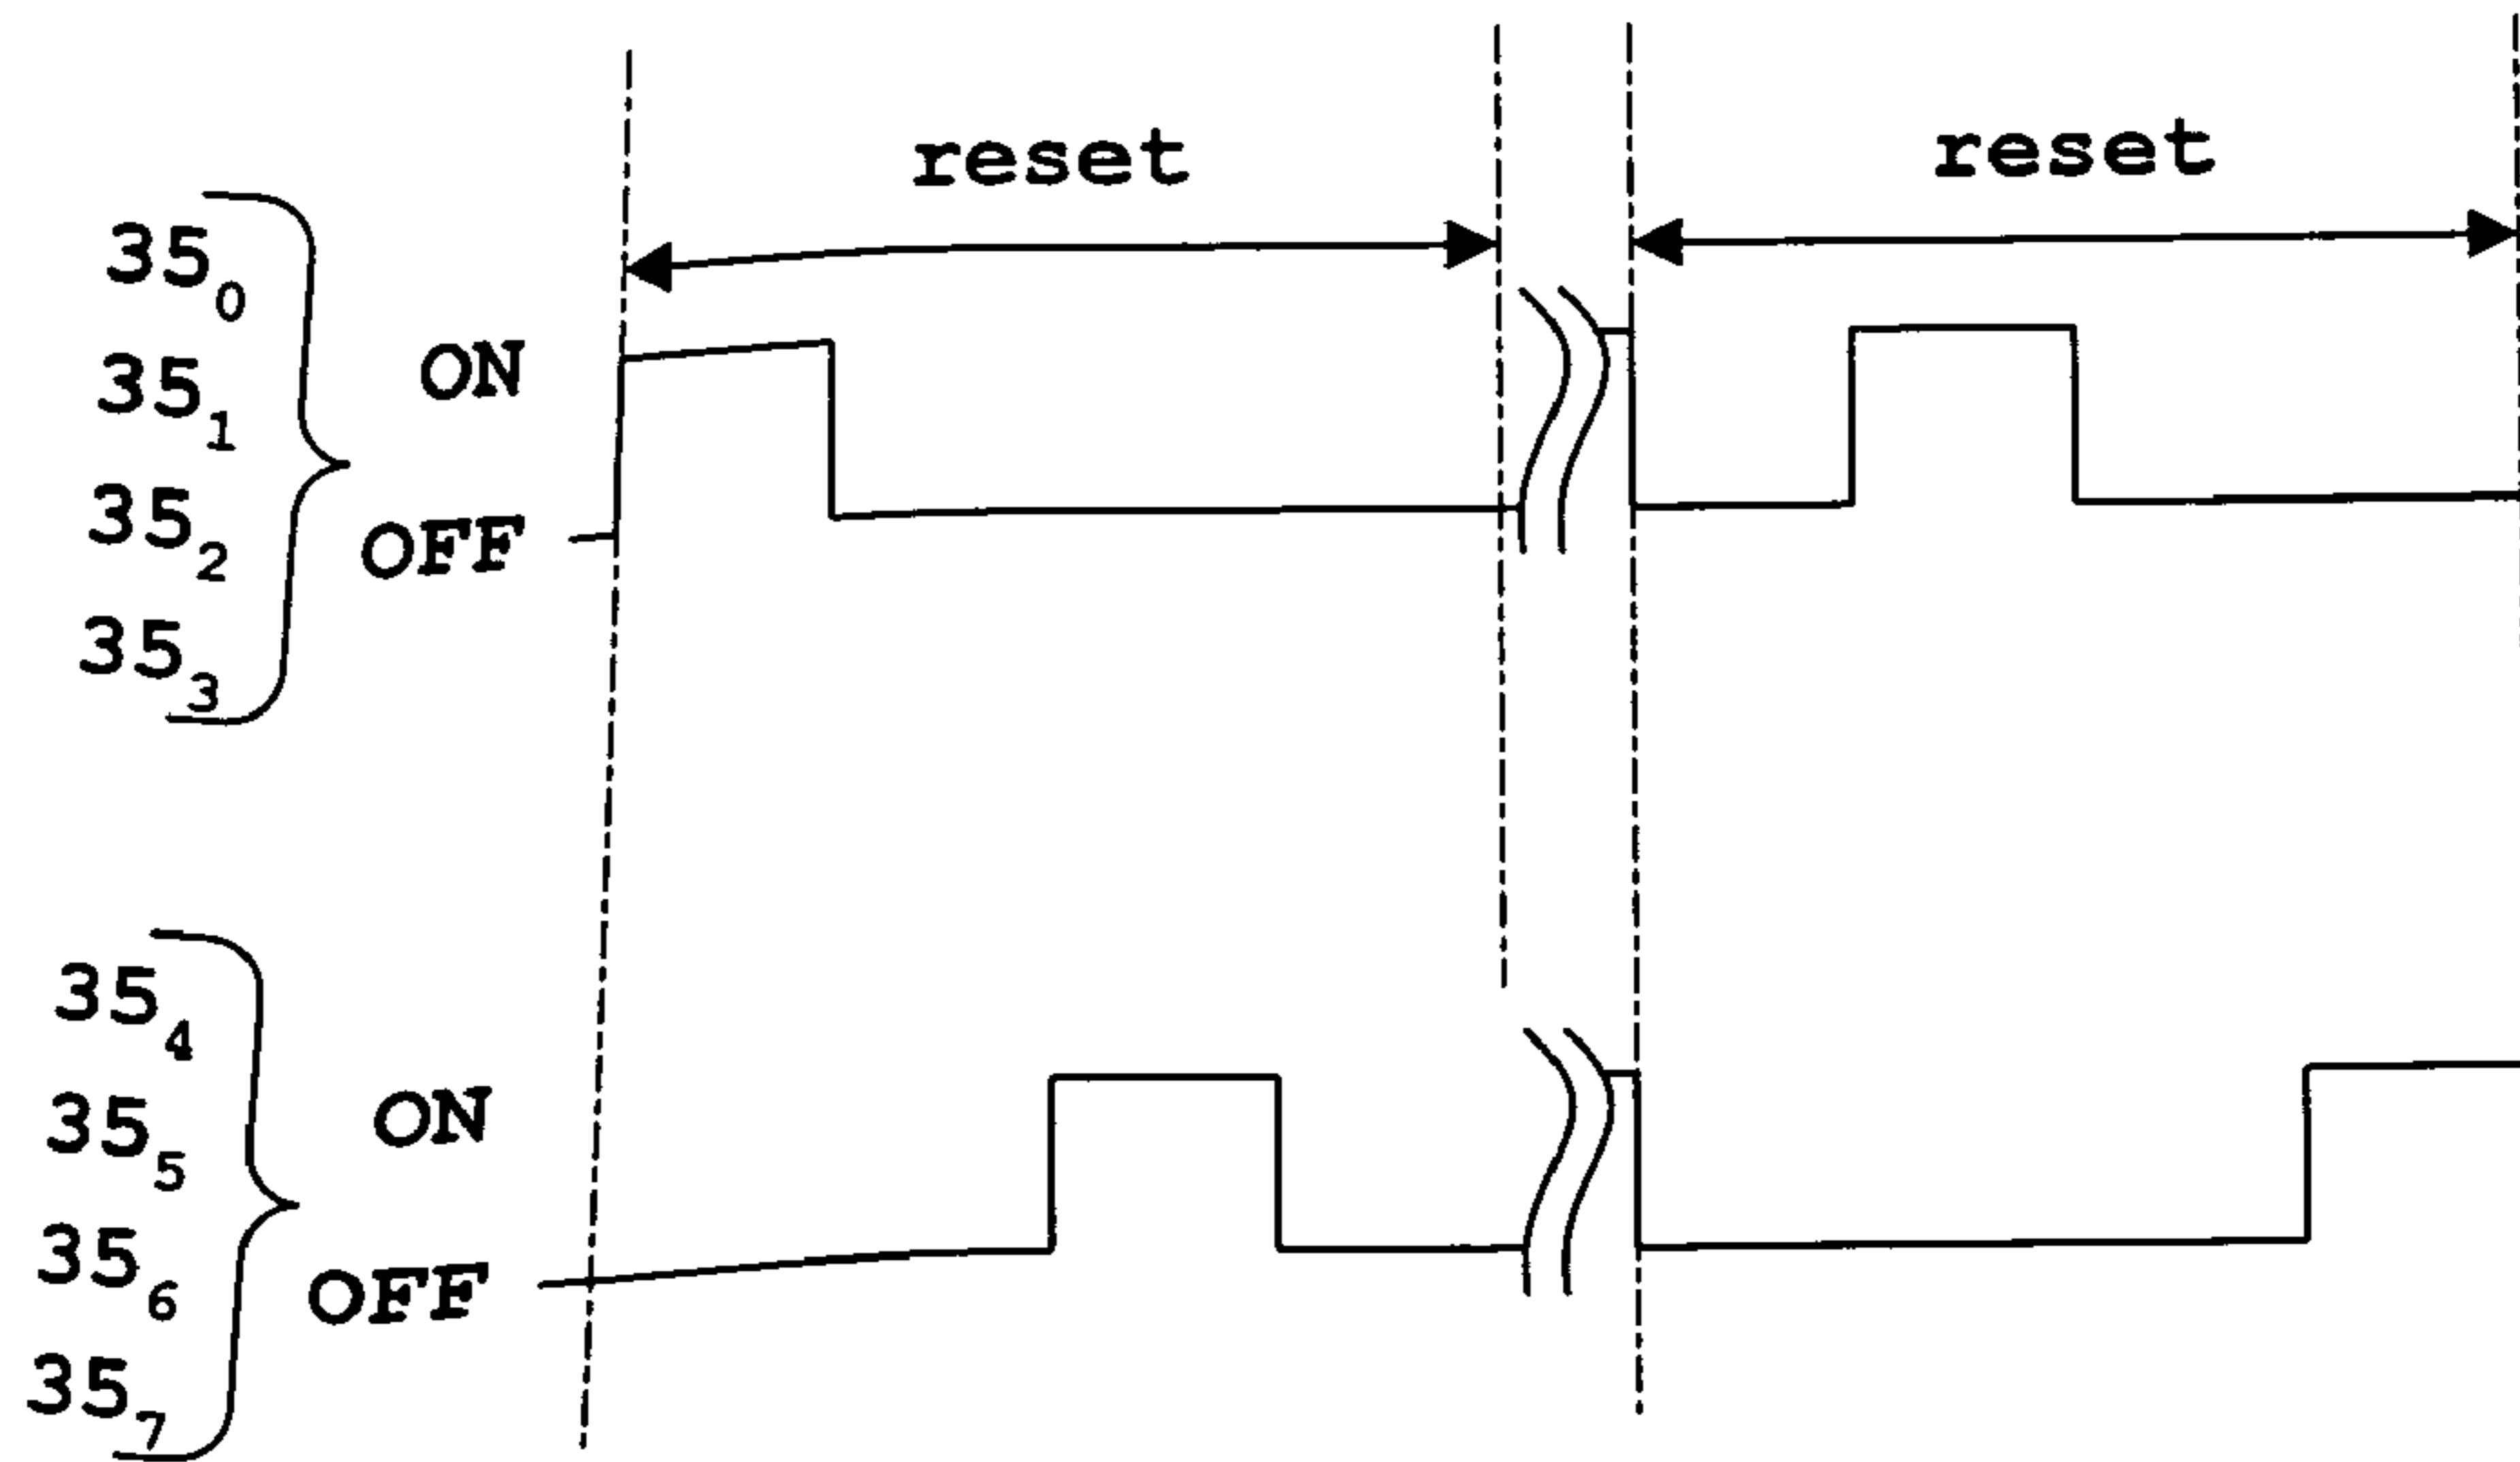 reset reset
35₀
35₁
ON
35₂
OFF
35₃
35₄
35₅
ON
35₆
OFF
35₇